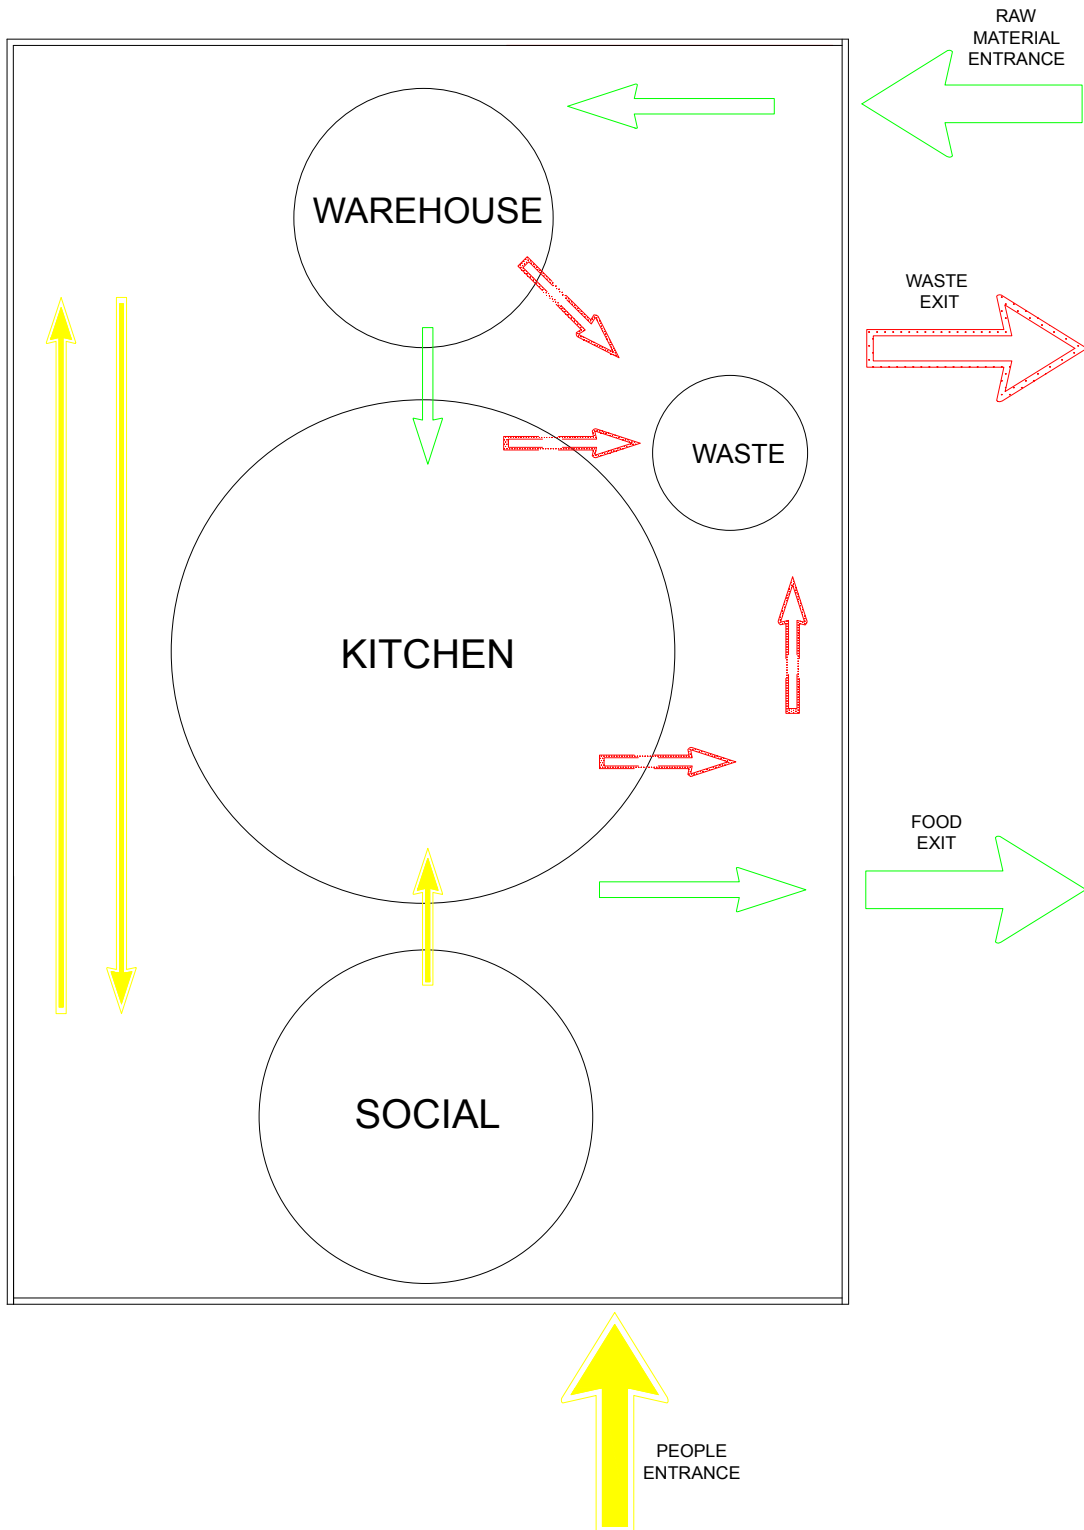 RAW
MATERIAL
ENTRANCE
WAREHOUSE
WASTE
EXIT
WASTE
KITCHEN
FOOD
EXIT
SOCIAL
PEOPLE
ENTRANCE